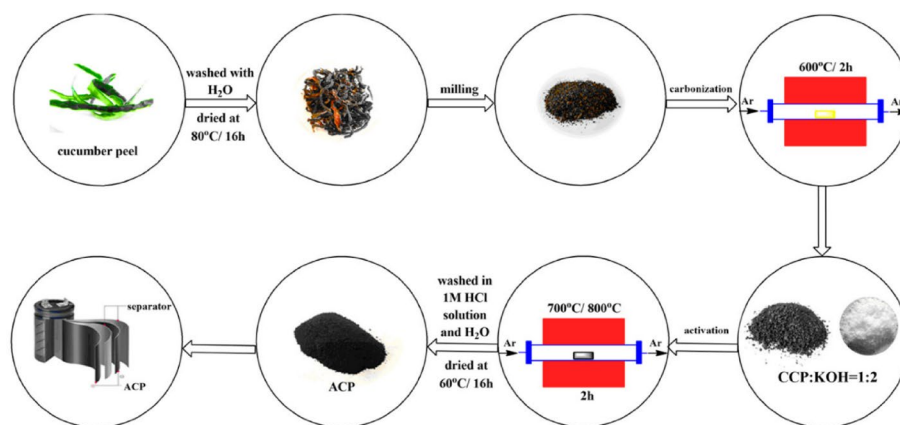 cucumber peel
washed with
H₂O
dried at
80°C/ 16h
milling
carbonization
600°C/ 2h
Ar
Ar
CCP:KOH=1:2
activation
700°C/ 800°C
Ar
Ar
2h
washed in
1M HCl
solution
and H₂O
dried at
60°C/ 16h
ACP
separator
ACP